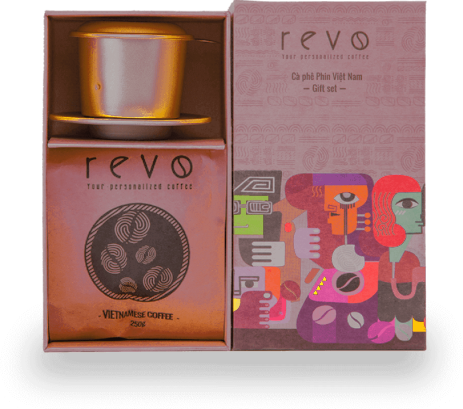 revo
Your personalized coffee
- VIETNAMESE COFFEE -
250g
revo
Your personalized coffee
Cà phê Phin Việt Nam
– Gift set –